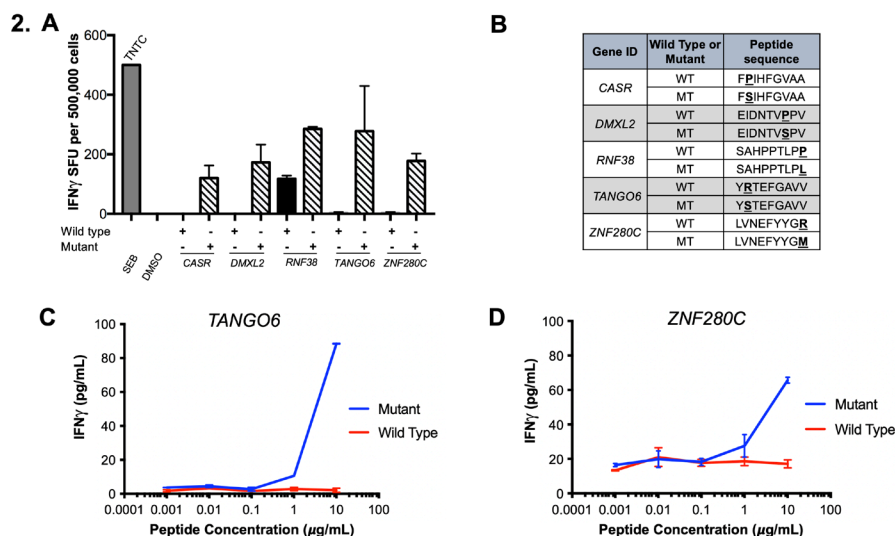 2. A
IFNγ SFU per 500,000 cells
600
400
200
0
TNTC
Wild type + - + - + - + - + -
Mutant - + - + - + - + - +
SEB
DMSO
CASR DMXL2 RNF38 TANGO6 ZNF280C
B
Gene ID Wild Type or Mutant Peptide sequence
CASR WT FPIHFGVAA
MT FSIHFGVAA
DMXL2 WT EIDNTVPPV
MT EIDNTVSPV
RNF38 WT SAHPPTLPP
MT SAHPPTLPL
TANGO6 WT YRTEFGAVV
MT YSTEFGAVV
ZNF280C WT LVNEFYYGR
MT LVNEFYYGM
C
TANGO6
IFNγ (pg/mL)
100
80
60
40
20
0
0.0001 0.001 0.01 0.1 1 10 100
Peptide Concentration (µg/mL)
Mutant
Wild Type
D
ZNF280C
IFNγ (pg/mL)
100
80
60
40
20
0
0.0001 0.001 0.01 0.1 1 10 100
Peptide Concentration (µg/mL)
Mutant
Wild Type